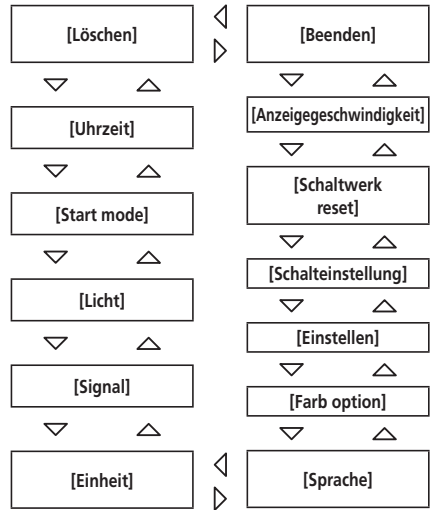 [Löschen]
[Uhrzeit]
[Start mode]
[Licht]
[Signal]
[Einheit]
[Beenden]
[Anzeigegeschwindigkeit]
[Schaltwerk
reset]
[Schalteinstellung]
[Einstellen]
[Farb option]
[Sprache]